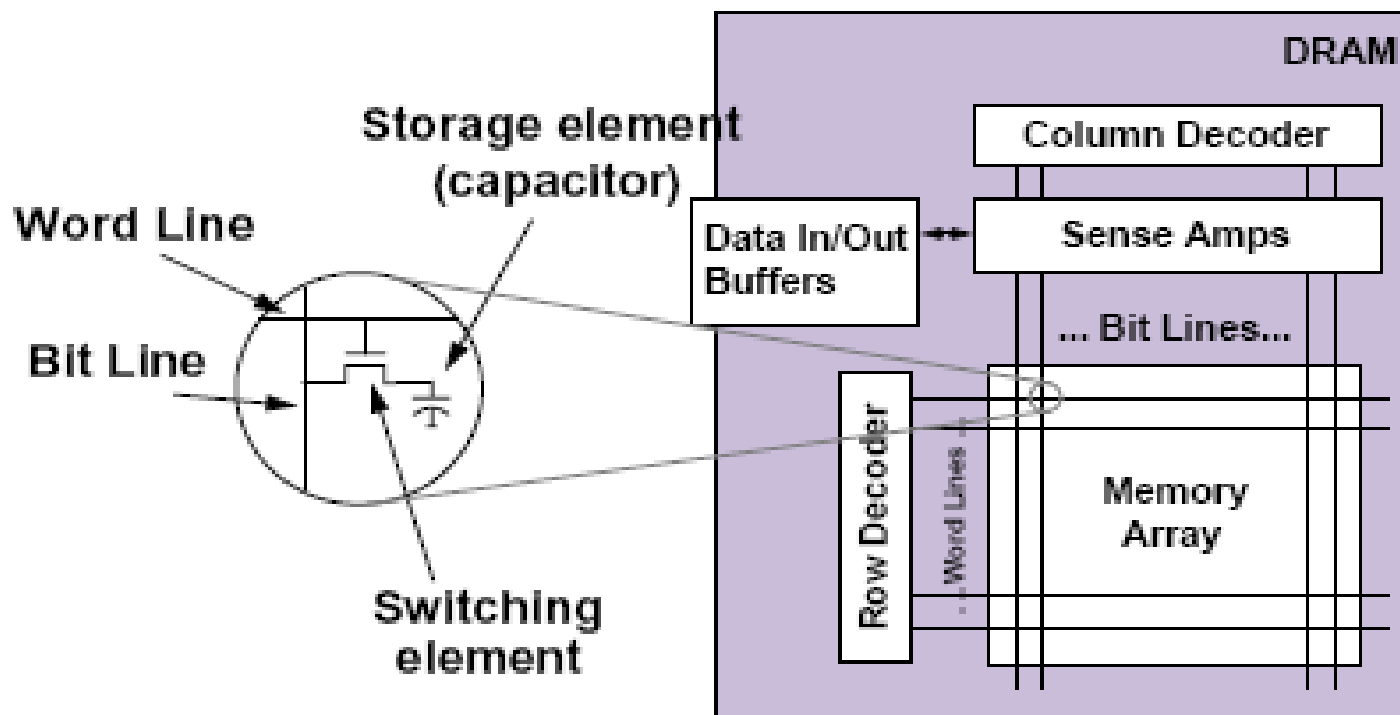 DRAM
Storage element
(capacitor)
Column Decoder
Word Line
Data In/Out
Buffers
Sense Amps
... Bit Lines...
Bit Line
Row Decoder
...Word Lines ...
Memory
Array
Switching
element